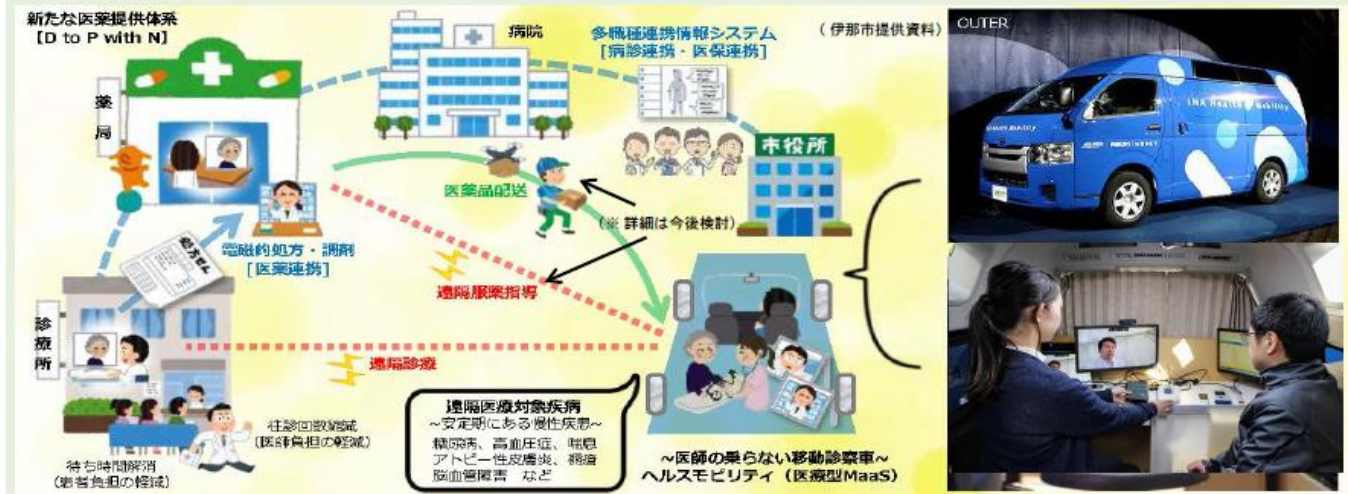 新たな医薬提供体系
【D to P with N】
病院
多職種連携情報システム
[病診連携・医保連携]
(伊那市提供資料)
OUTER
INA Health Mobility
薬局
市役所
医薬品配送
(※ 詳細は今後検討)
処方せん
電磁的処方・調剤
[医薬連携]
遠隔服薬指導
診療所
遠隔診療
往診回数縮減
(医師負担の軽減)
待ち時間解消
(患者負担の軽減)
遠隔医療対象疾病
~安定期にある慢性疾患~
糖尿病、高血圧症、喘息
アトピー性皮膚炎、褥瘡
脳血管障害 など
~医師の乗らない移動診察車~
ヘルスモビリティ(医療型MaaS)